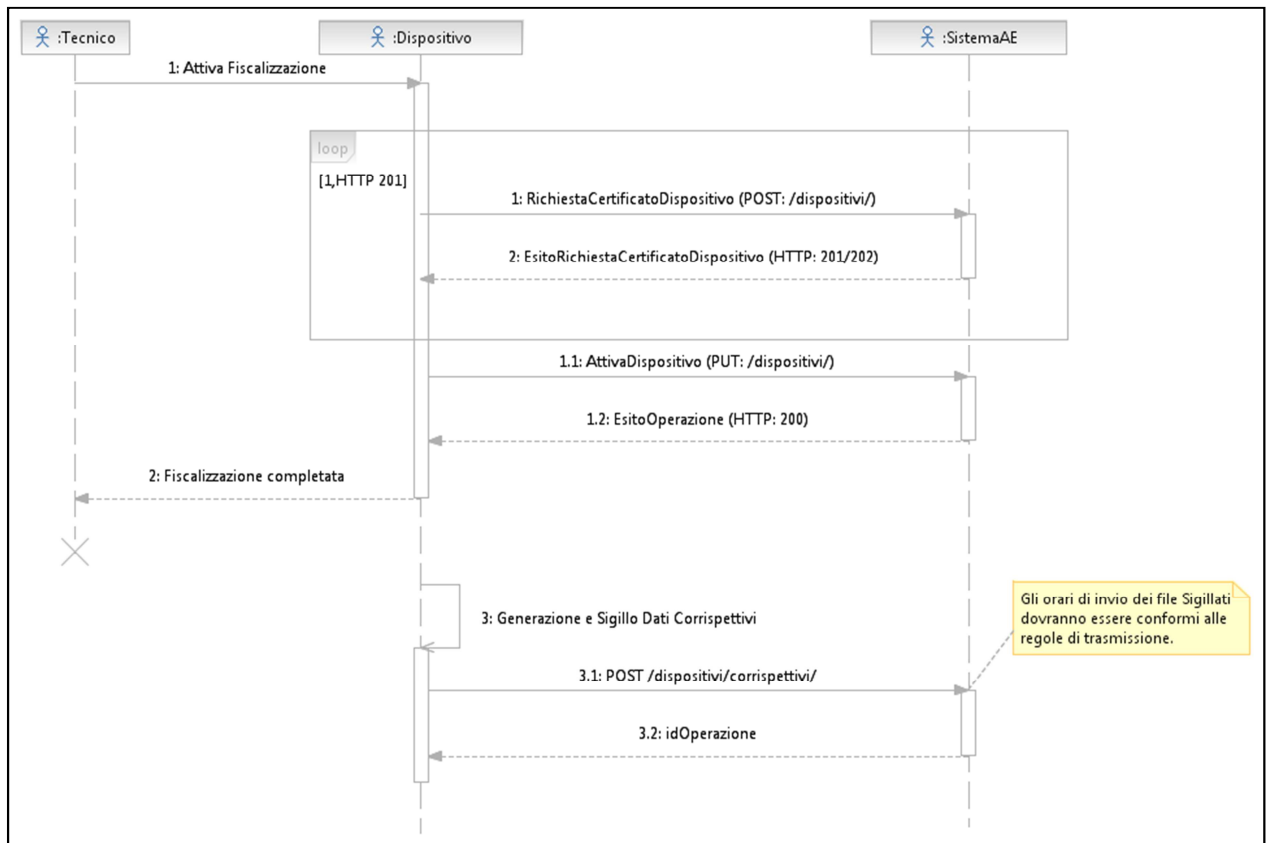 :Tecnico
:Dispositivo
:SistemaAE
1: Attiva Fiscalizzazione
loop
[1,HTTP 201]
1: RichiestaCertificatoDispositivo (POST: /dispositivi/)
2: EsitoRichiestaCertificatoDispositivo (HTTP: 201/202)
1.1: AttivaDispositivo (PUT: /dispositivi/)
1.2: EsitoOperazione (HTTP: 200)
2: Fiscalizzazione completata
3: Generazione e Sigillo Dati Corrispettivi
Gli orari di invio dei file Sigillati
dovranno essere conformi alle
regole di trasmissione.
3.1: POST /dispositivi/corrispettivi/
3.2: idOperazione